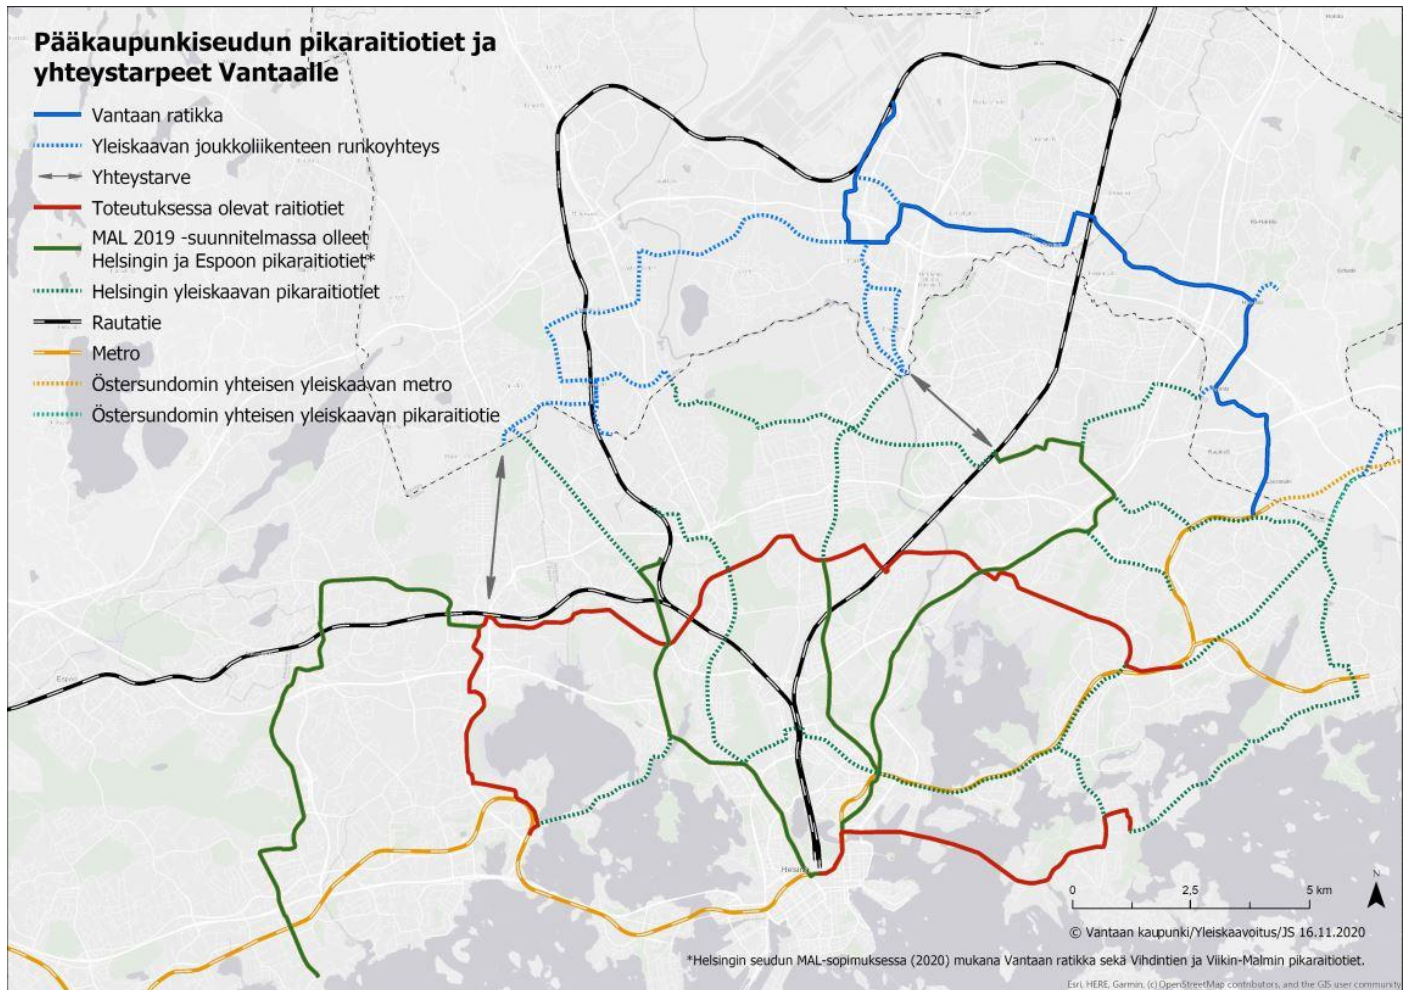 Pääkaupunkiseudun pikaraitiotiet ja
yhteystarpeet Vantaalle
Vantaan ratikka
Yleiskaavan joukkoliikenteen runkoyhteys
Yhteystarve
Toteutuksessa olevat raitiotiet
MAL 2019 -suunnitelmassa olleet
Helsingin ja Espoon pikaraitiotiet*
Helsingin yleiskaavan pikaraitiotiet
Rautatie
Metro
Östersundomin yhteisen yleiskaavan metro
Östersundomin yhteisen yleiskaavan pikaraitiotie
Espoo
N
0 2,5 5 km
© Vantaan kaupunki/Yleiskaavoitus/JS 16.11.2020
*Helsingin seudun MAL-sopimuksessa (2020) mukana Vantaan ratikka sekä Vihdintien ja Viikin-Malmin pikaraitiotiet.
Esri, HERE, Garmin, (c) OpenStreetMap contributors, and the GIS user community